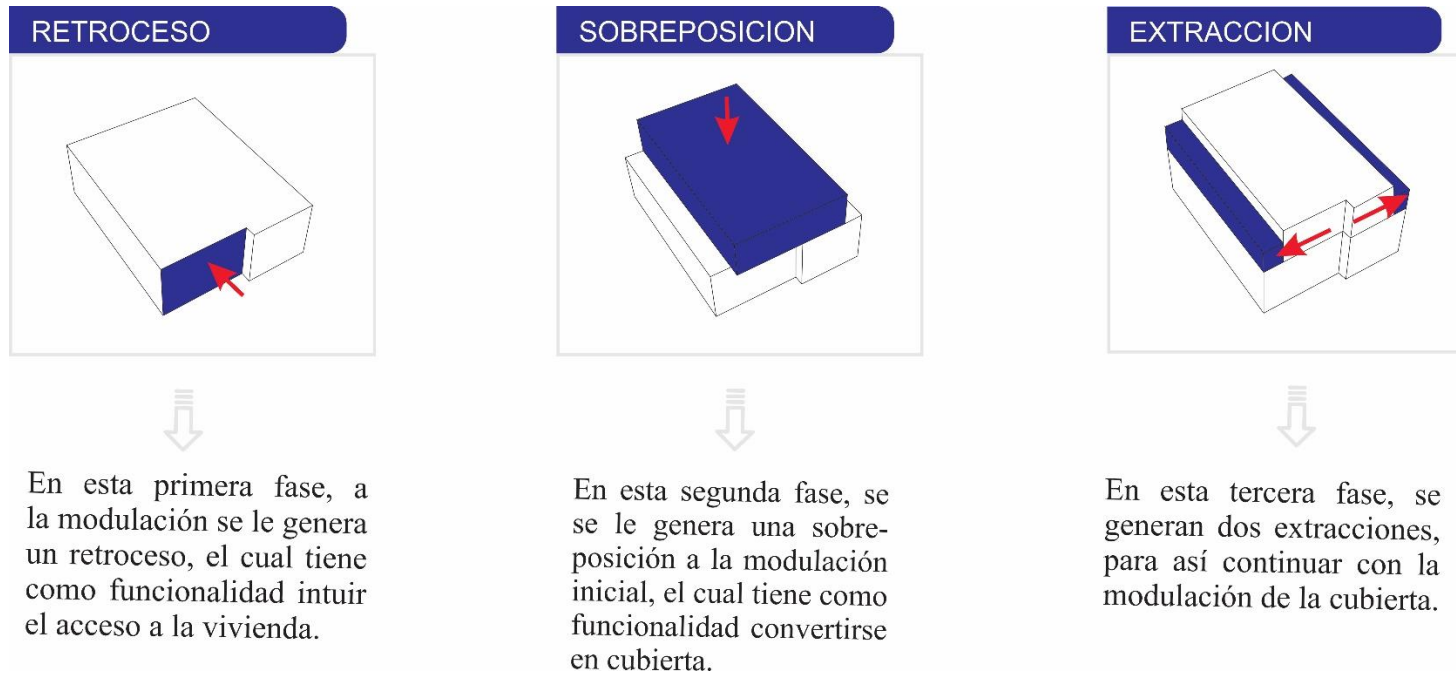 RETROCESO
En esta primera fase, a
la modulación se le genera
un retroceso, el cual tiene
como funcionalidad intuir
el acceso a la vivienda.
SOBREPOSICION
En esta segunda fase, se
se le genera una sobre-
posición a la modulación
inicial, el cual tiene como
funcionalidad convertirse
en cubierta.
EXTRACCION
En esta tercera fase, se
generan dos extracciones,
para así continuar con la
modulación de la cubierta.